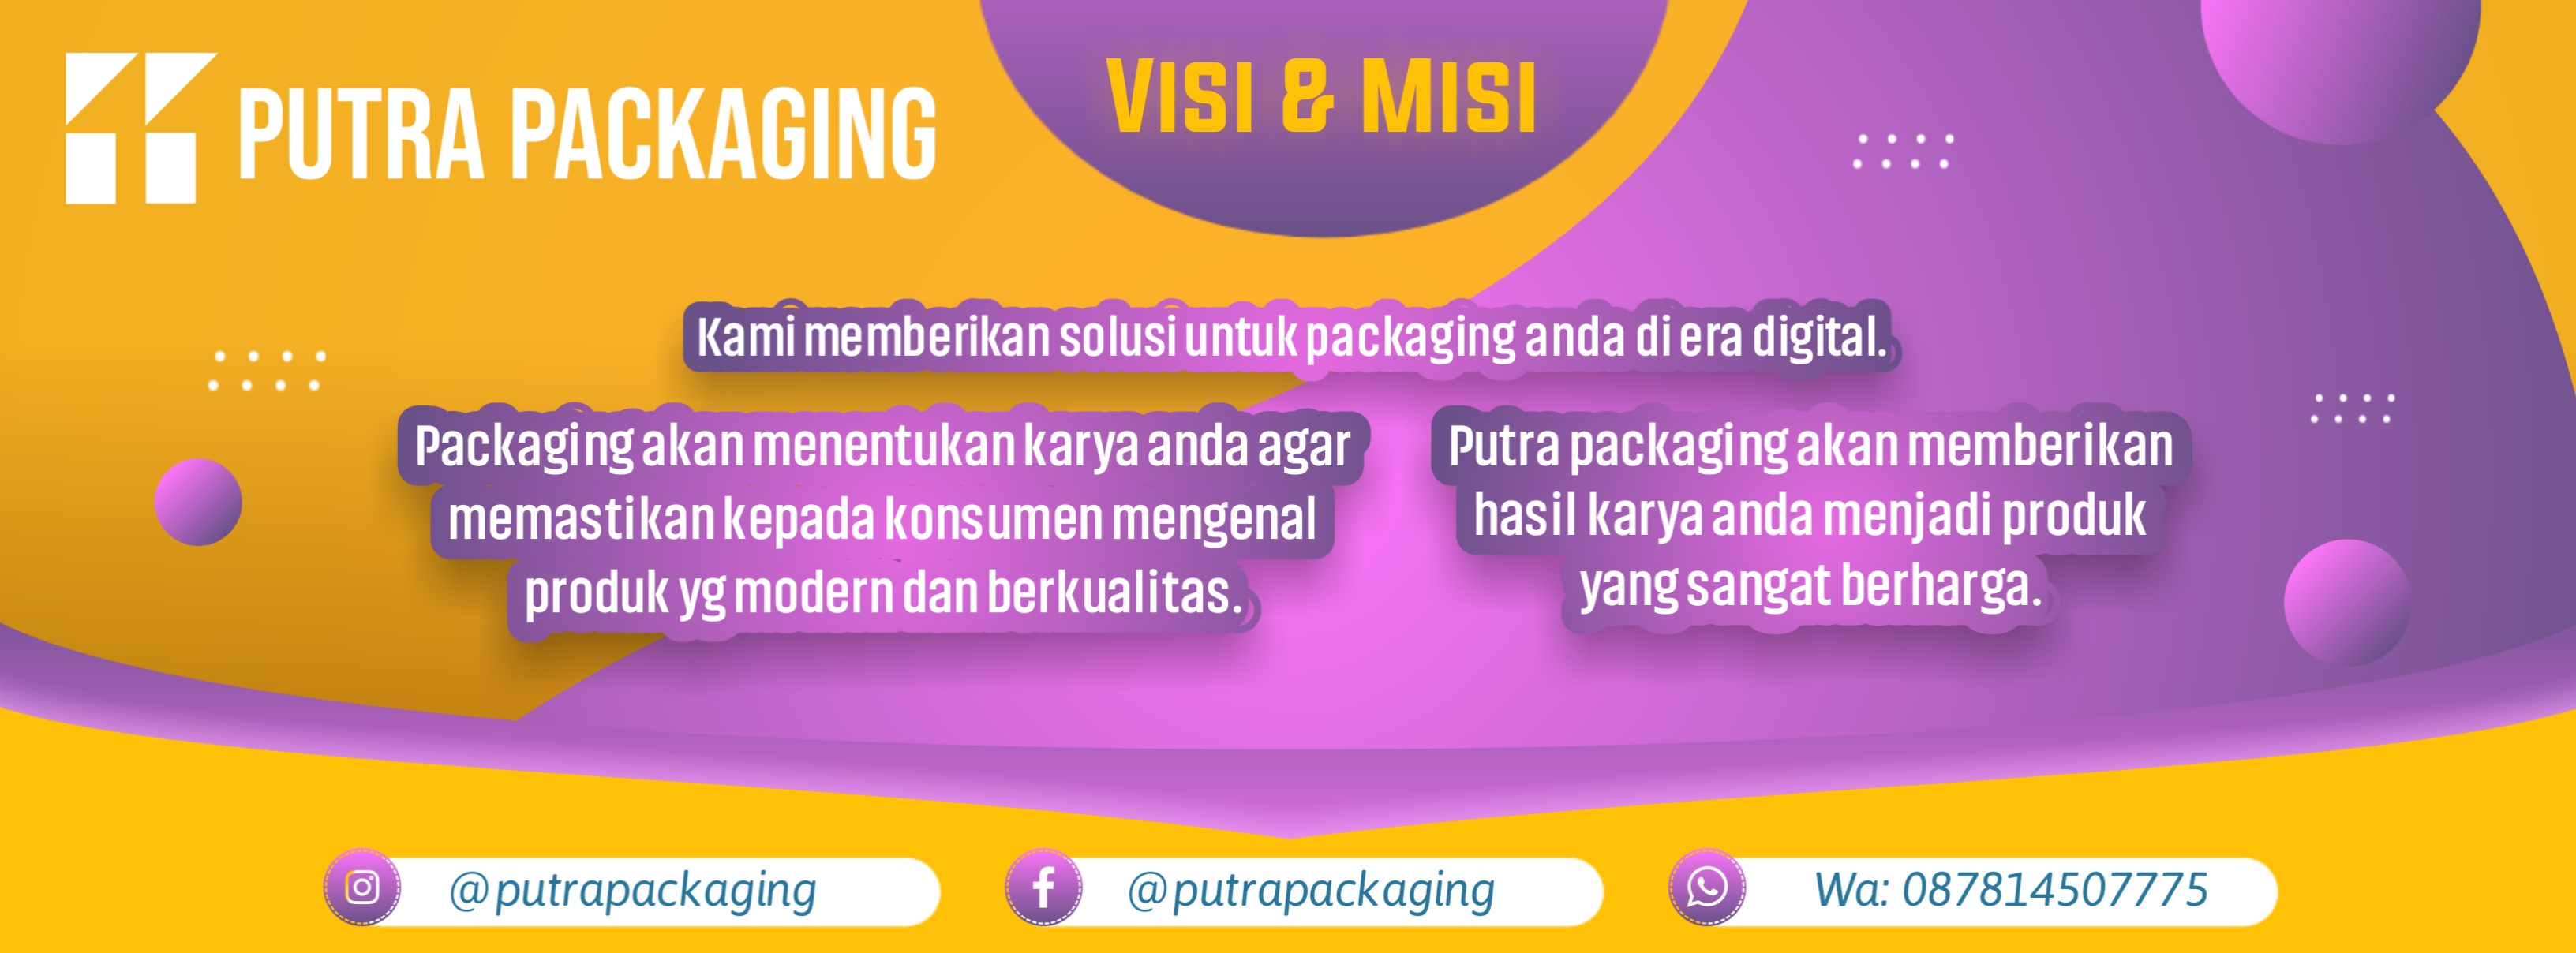 PUTRA PACKAGING
VISI & MISI
Kami memberikan solusi untuk packaging anda di era digital.
Packaging akan menentukan karya anda agar
memastikan kepada konsumen mengenal
produk yg modern dan berkualitas.
Putra packaging akan memberikan
hasil karya anda menjadi produk
yang sangat berharga.
@putrapackaging
@putrapackaging
Wa: 087814507775